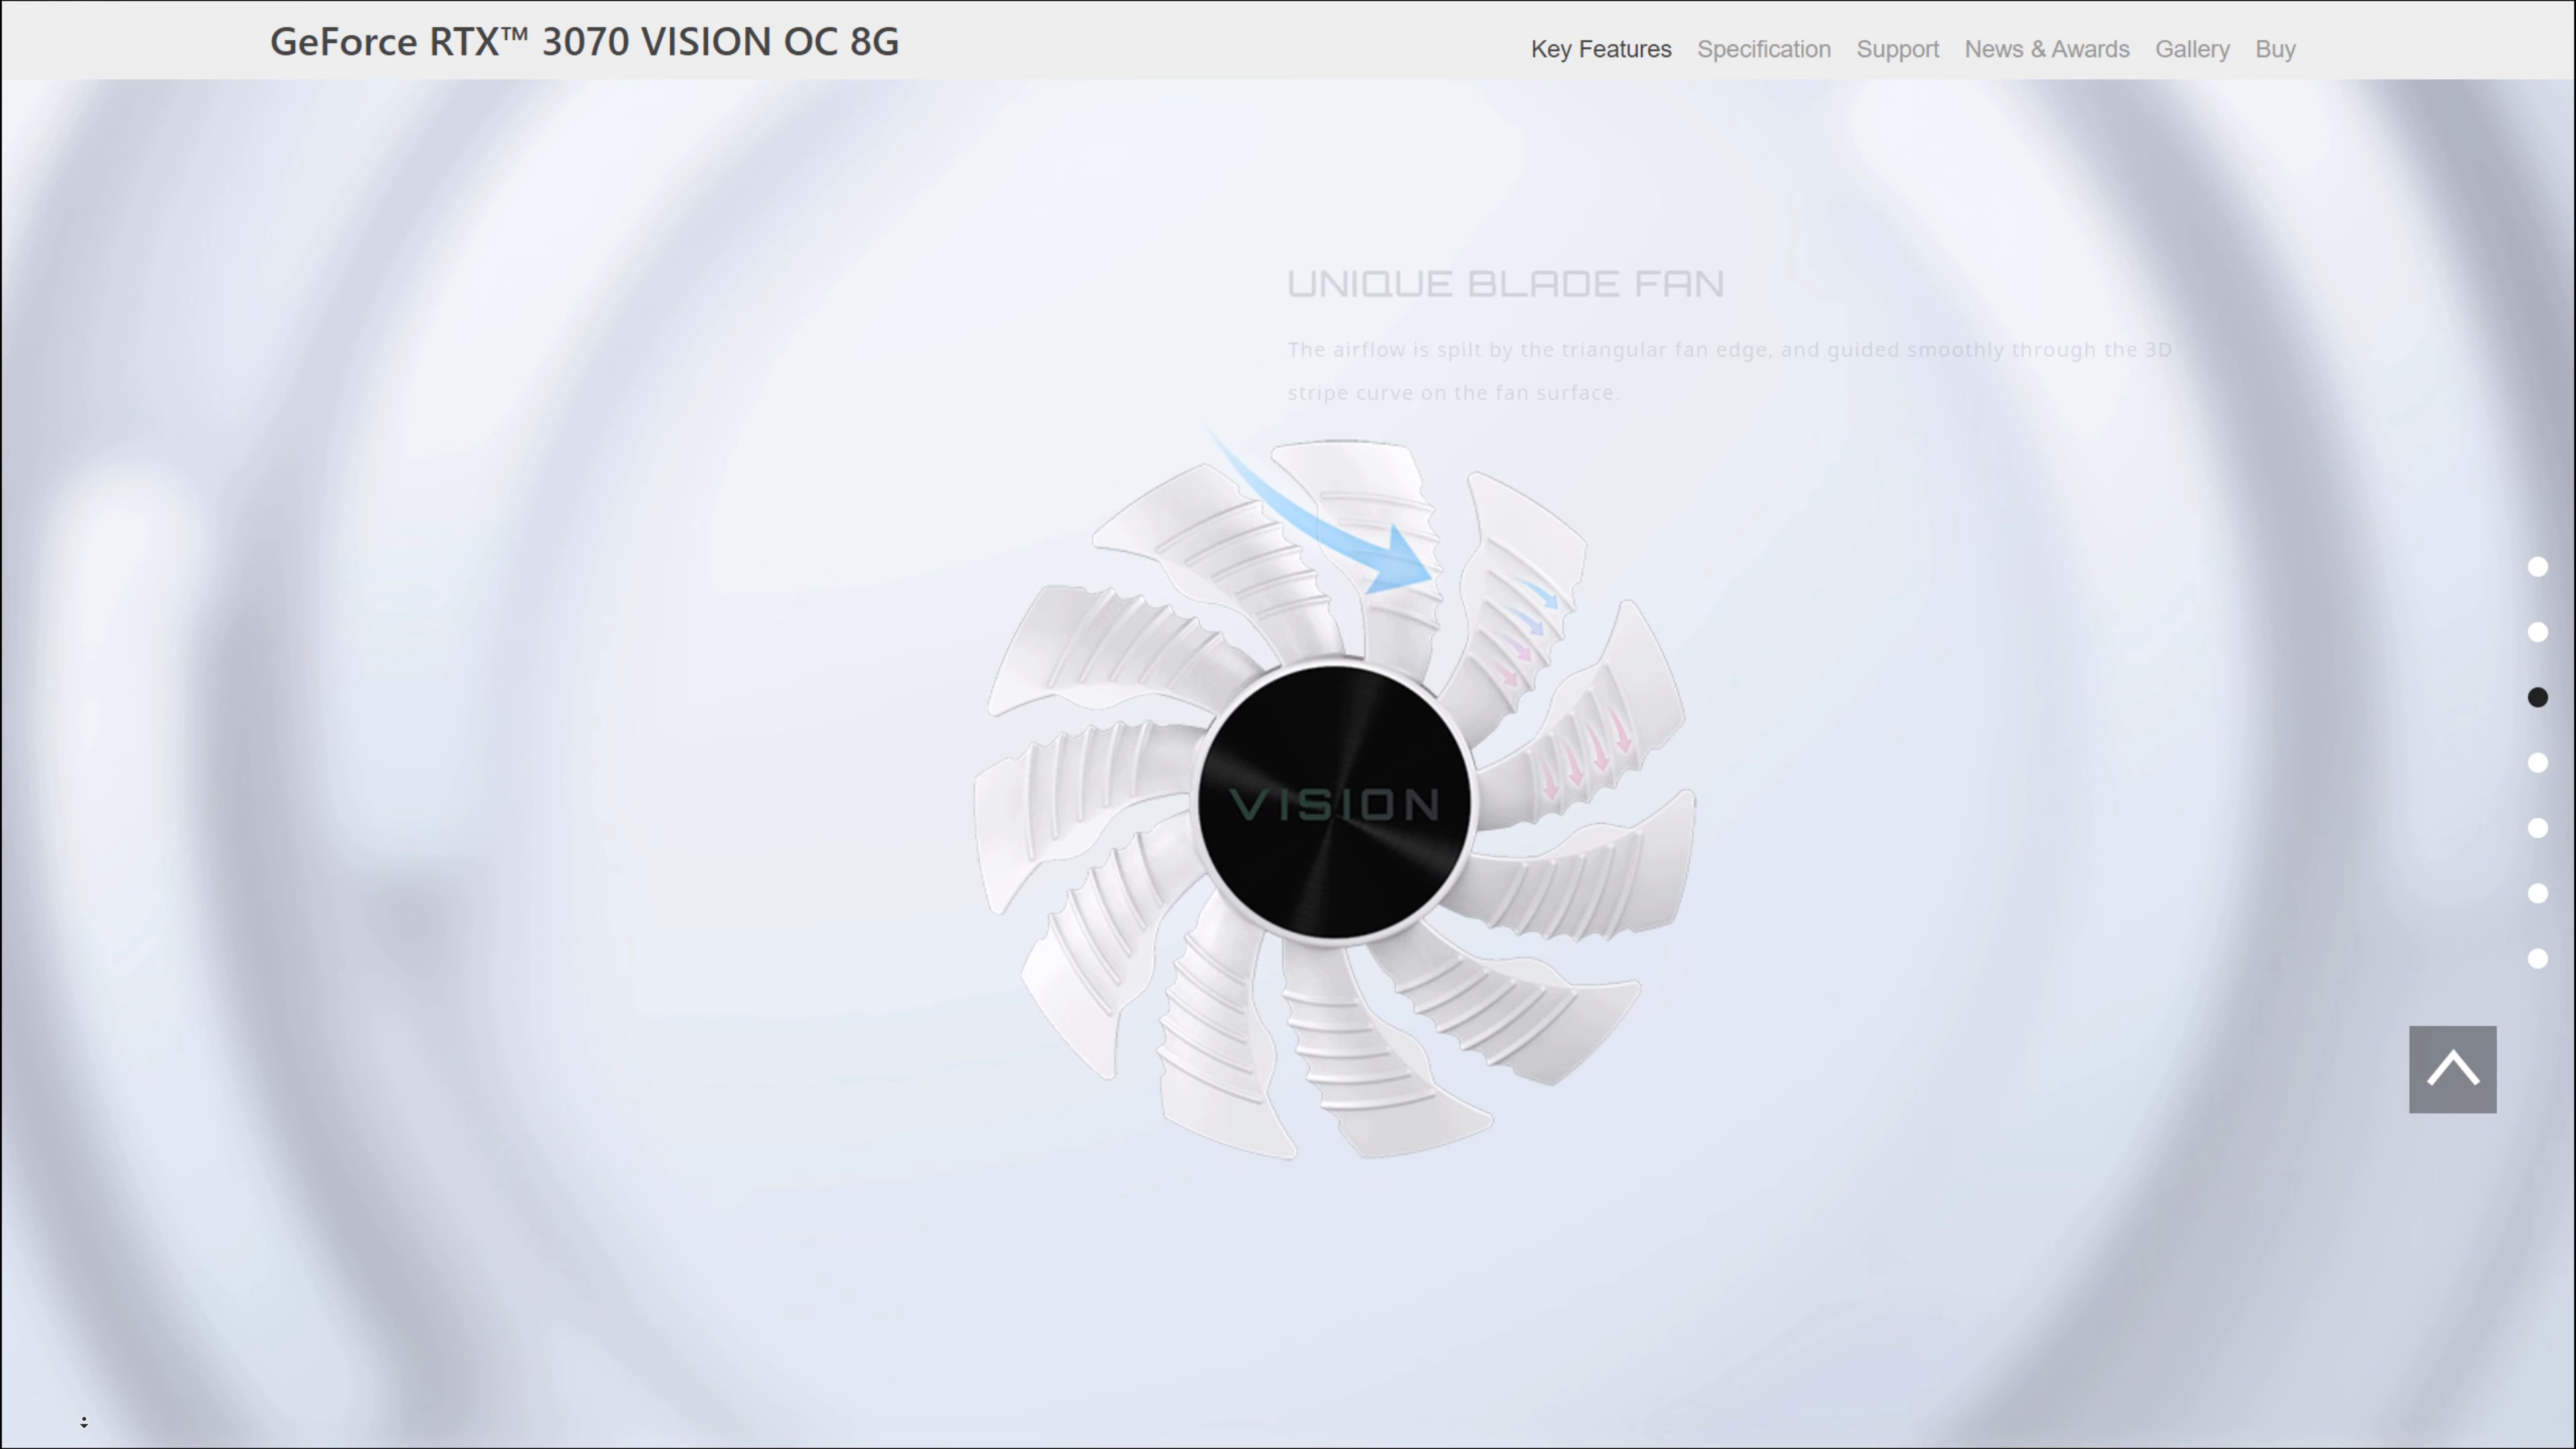 GeForce RTX™ 3070 VISION OC 8G
Key Features Specification Support News & Awards Gallery Buy
UNIQUE BLADE FAN
The airflow is spilt by the triangular fan edge, and guided smoothly through the 3D
stripe curve on the fan surface.
VISION